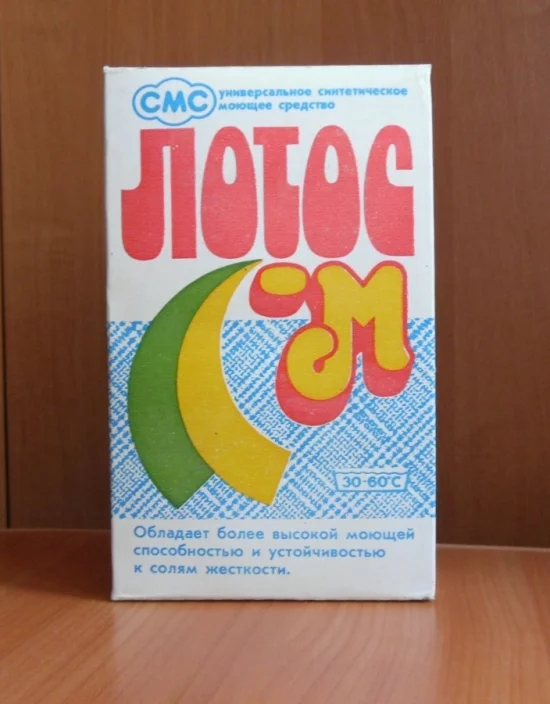 СМС
универсальное синтетическое
моющее средство
ЛОТОС
-М
30-60°С
Обладает более высокой моющей
способностью и устойчивостью
к солям жесткости.